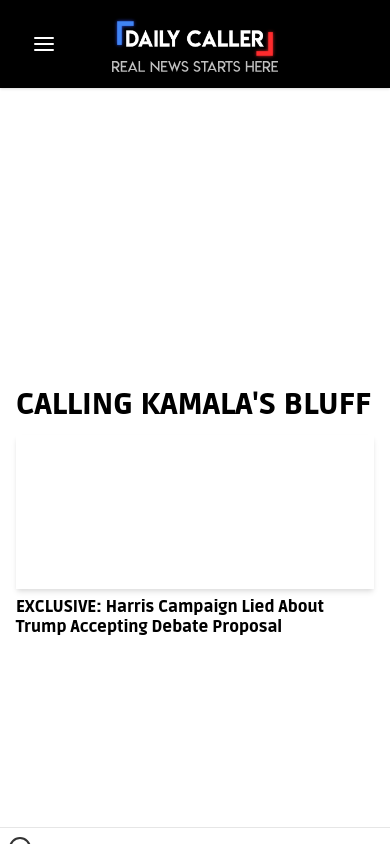 DAILY CALLER
REAL NEWS STARTS HERE
CALLING KAMALA'S BLUFF
EXCLUSIVE: Harris Campaign Lied About
Trump Accepting Debate Proposal